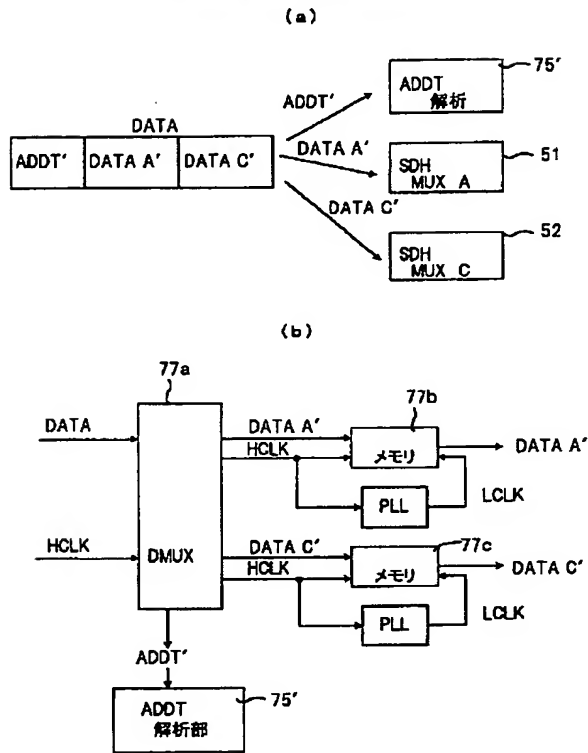 (a)
75'
ADDT
解析
ADDT'
DATA
ADDT' DATA A' DATA C'
DATA A'
51
SDH
MUX A
DATA C'
52
SDH
MUX C
(b)
77a
DATA
DATA A'
HCLK
77b
メモリ
DATA A'
PLL
LCLK
HCLK
DMUX
DATA C'
HCLK
77c
メモリ
DATA C'
PLL
LCLK
ADDT'
75'
ADDT
解析部